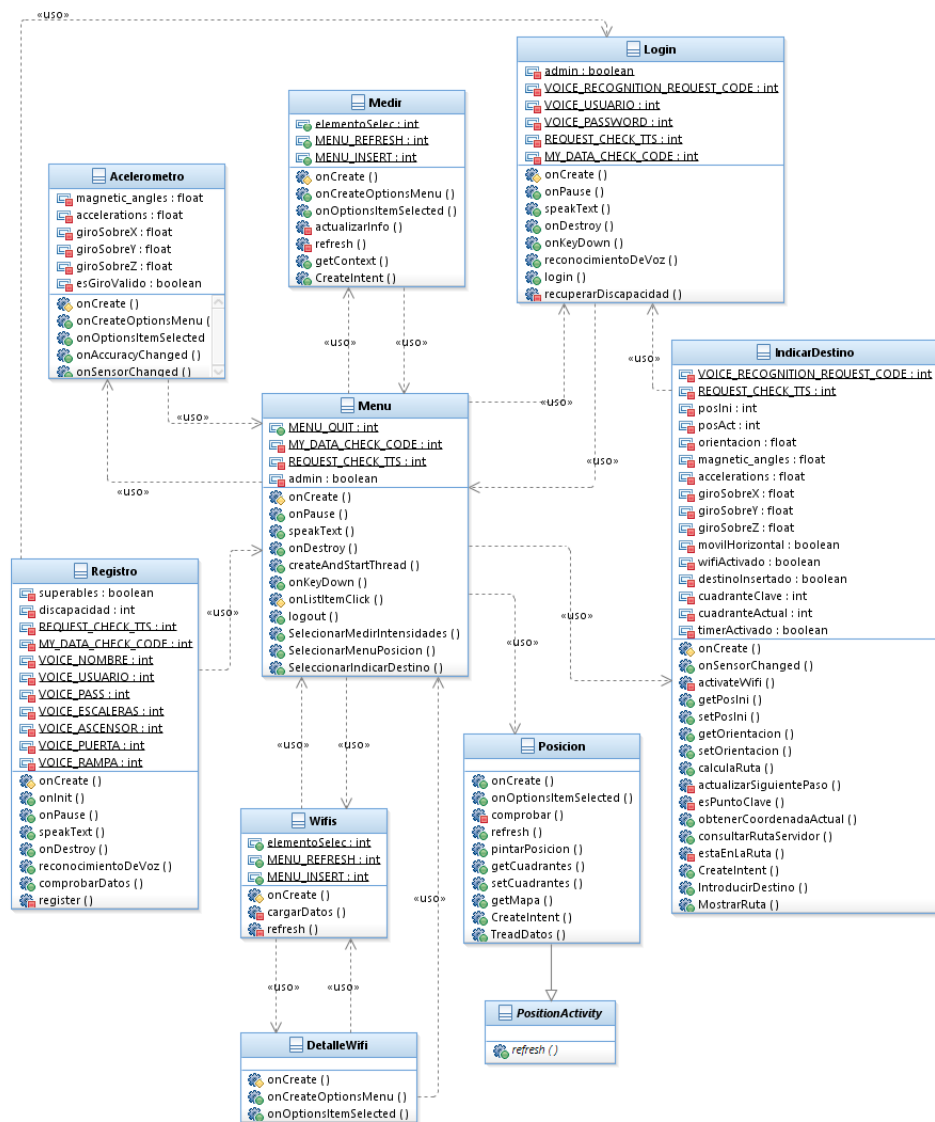 «uso»
Login
admin : boolean
VOICE_RECOGNITION_REQUEST_CODE : int
VOICE_USUARIO : int
VOICE_PASSWORD : int
REQUEST_CHECK_TTS : int
MY_DATA_CHECK_CODE : int
onCreate ( )
onPause ( )
speakText ( )
onDestroy ( )
onKeyDown ( )
reconocimientoDeVoz ( )
login ( )
recuperarDiscapacidad ( )
Medir
elementoSelec : int
MENU_REFRESH : int
MENU_INSERT : int
onCreate ( )
onCreateOptionsMenu ( )
onOptionsItemSelected ( )
actualizarInfo ( )
refresh ( )
getContext ( )
CreateIntent ( )
Acelerometro
magnetic_angles : float
accelerations : float
giroSobreX : float
giroSobreY : float
giroSobreZ : float
esGiroValido : boolean
onCreate ( )
onCreateOptionsMenu (
onOptionsItemSelected
onAccuracyChanged ( )
onSensorChanged ( )
«uso»
«uso»
«uso»
«uso»
«uso»
IndicarDestino
VOICE_RECOGNITION_REQUEST_CODE : int
REQUEST_CHECK_TTS : int
posIni : int
posAct : int
orientacion : float
magnetic_angles : float
accelerations : float
giroSobreX : float
giroSobreY : float
giroSobreZ : float
movilHorizontal : boolean
wifiActivado : boolean
destinoInsertado : boolean
cuadranteClave : int
cuadranteActual : int
timerActivado : boolean
onCreate ( )
onSensorChanged ( )
activateWifi ( )
getPosIni ( )
setPosIni ( )
getOrientacion ( )
setOrientacion ( )
calculaRuta ( )
actualizarSiguientePaso ( )
esPuntoClave ( )
obtenerCoordenadaActual ( )
consultarRutaServidor ( )
estaEnLaRuta ( )
CreateIntent ( )
IntroducirDestino ( )
MostrarRuta ( )
«uso»
«uso»
Menu
MENU_QUIT : int
MY_DATA_CHECK_CODE : int
REQUEST_CHECK_TTS : int
admin : boolean
onCreate ( )
onPause ( )
speakText ( )
onDestroy ( )
createAndStartThread ( )
onKeyDown ( )
onListItemClick ( )
logout ( )
SelecionarMedirIntensidades ( )
SelecionarMenuPosicion ( )
SeleccionarIndicarDestino ( )
Registro
superables : boolean
discapacidad : int
REQUEST_CHECK_TTS : int
MY_DATA_CHECK_CODE : int
VOICE_NOMBRE : int
VOICE_USUARIO : int
VOICE_PASS : int
VOICE_ESCALERAS : int
VOICE_ASCENSOR : int
VOICE_PUERTA : int
VOICE_RAMPA : int
onCreate ( )
onInit ( )
onPause ( )
speakText ( )
onDestroy ( )
reconocimientoDeVoz ( )
comprobarDatos ( )
register ( )
«uso»
«uso»
«uso»
«uso»
«uso»
«uso»
Posicion
onCreate ( )
onOptionsItemSelected ( )
comprobar ( )
refresh ( )
pintarPosicion ( )
getCuadrantes ( )
setCuadrantes ( )
getMapa ( )
CreateIntent ( )
TreadDatos ( )
Wifis
elementoSelec : int
MENU_REFRESH : int
MENU_INSERT : int
onCreate ( )
cargarDatos ( )
refresh ( )
«uso»
«uso»
PositionActivity
refresh ( )
DetalleWifi
onCreate ( )
onCreateOptionsMenu ( )
onOptionsItemSelected ( )